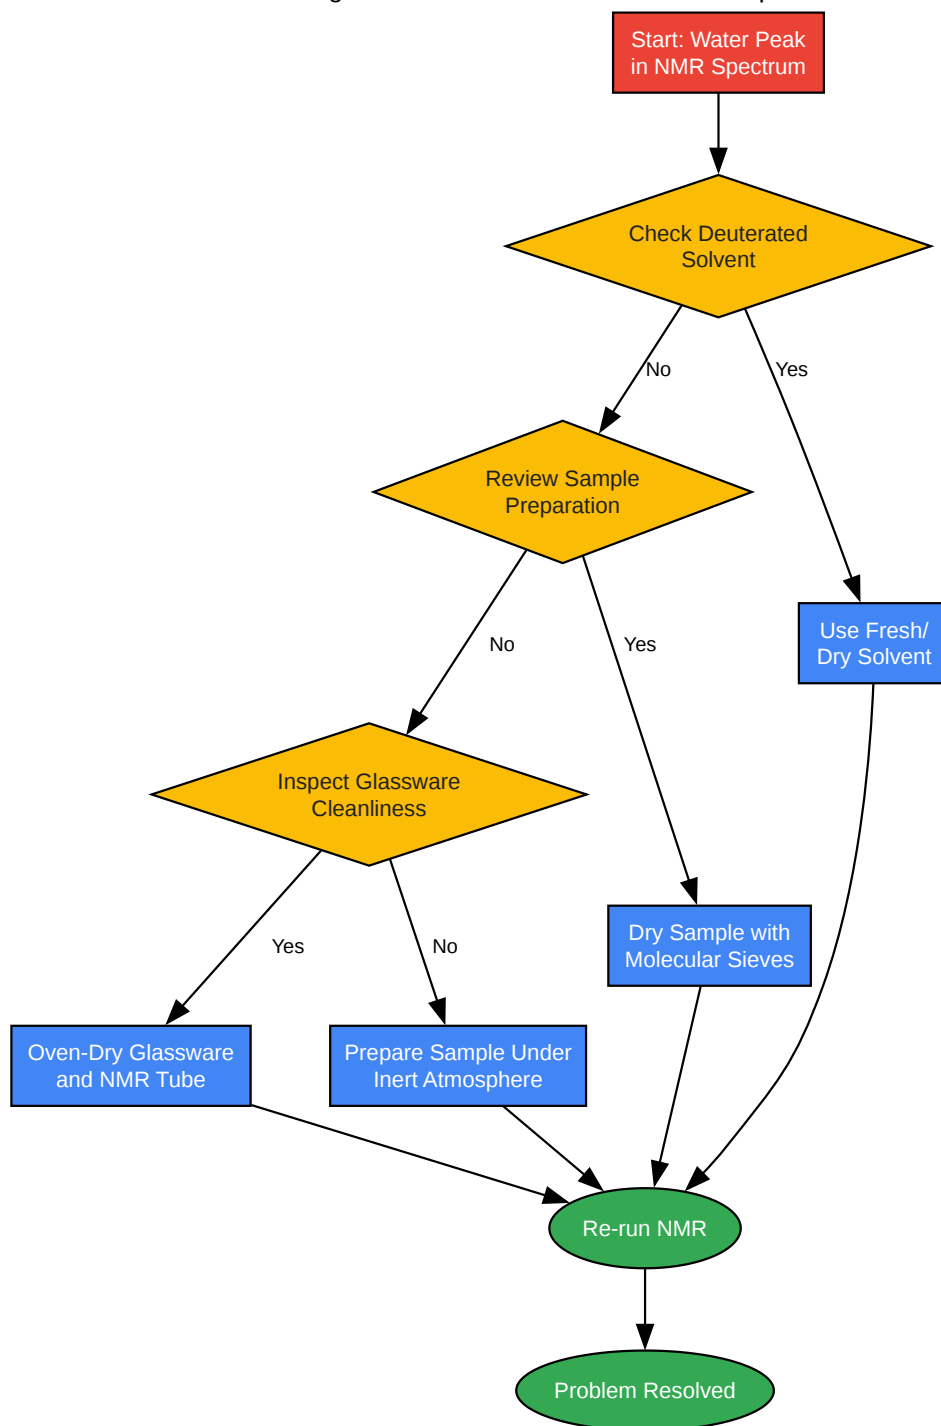 Start: Water Peak
in NMR Spectrum
Check Deuterated
Solvent
No
Yes
Review Sample
Preparation
Use Fresh/
Dry Solvent
No
Yes
Inspect Glassware
Cleanliness
Yes
No
Dry Sample with
Molecular Sieves
Oven-Dry Glassware
and NMR Tube
Prepare Sample Under
Inert Atmosphere
Re-run NMR
Problem Resolved